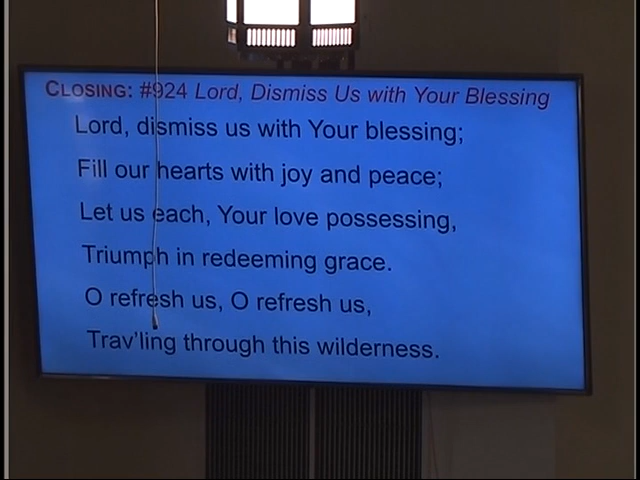 CLOSING: #924 Lord, Dismiss Us with Your Blessing
Lord, dismiss us with Your blessing;
Fill our hearts with joy and peace;
Let us each, Your love possessing,
Triumph in redeeming grace.
O refresh us, O refresh us,
Trav'ling through this wilderness.